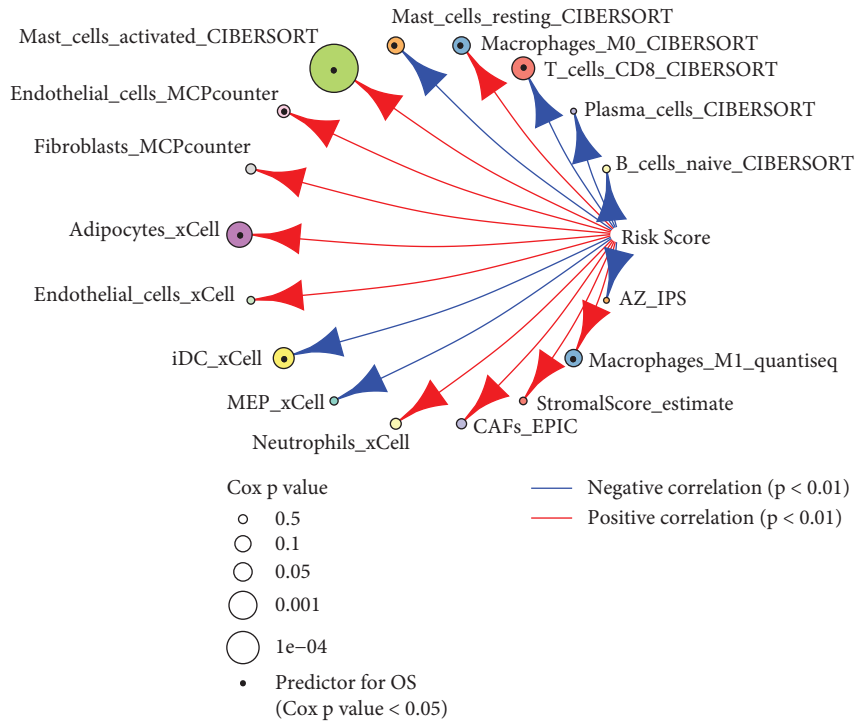 Mast_cells_resting_CIBERSORT
Mast_cells_activated_CIBERSORT
Macrophages_M0_CIBERSORT
T_cells_CD8_CIBERSORT
Endothelial_cells_MCPcounter
Plasma_cells_CIBERSORT
Fibroblasts_MCPcounter
B_cells_naive_CIBERSORT
Adipocytes_xCell
Risk Score
Endothelial_cells_xCell
AZ_IPS
iDC_xCell
Macrophages_M1_quantiseq
MEP_xCell
StromalScore_estimate
Neutrophils_xCell
CAFs_EPIC
Cox p value
0.5
0.1
0.05
0.001
1e−04
Predictor for OS
(Cox p value < 0.05)
Negative correlation (p < 0.01)
Positive correlation (p < 0.01)